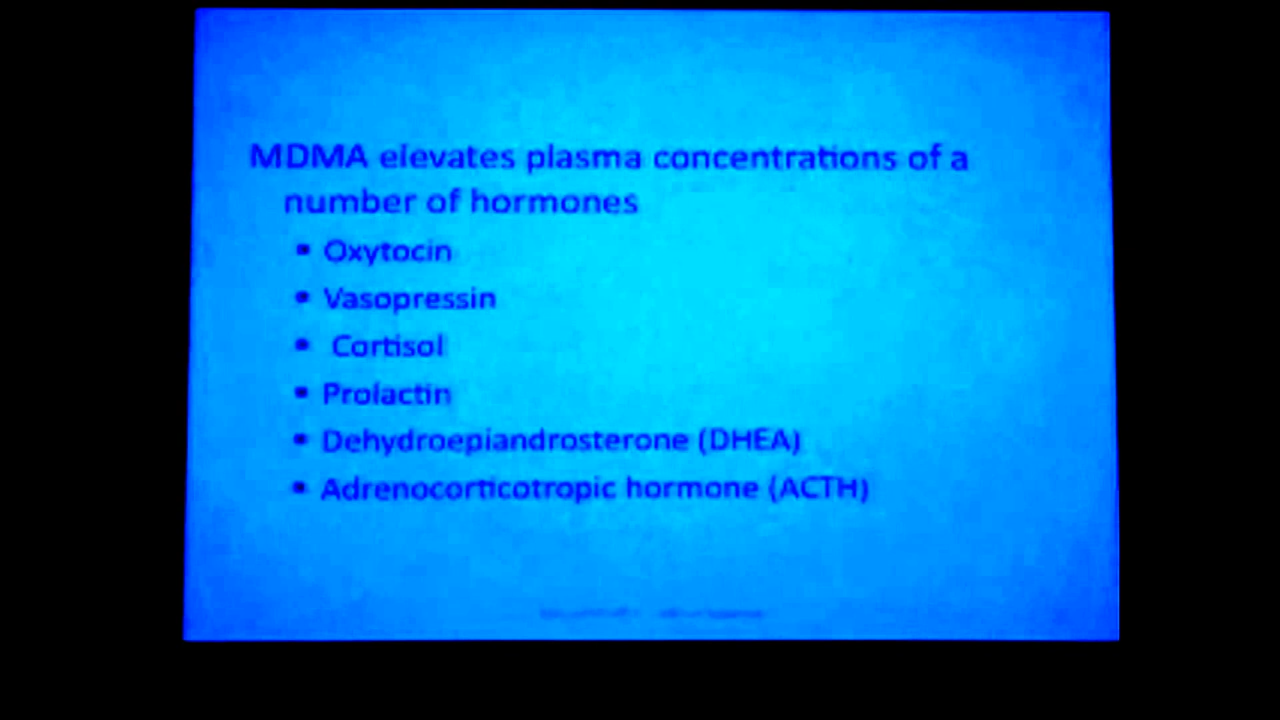 MDMA elevates plasma concentrations of a
number of hormones
▪ Oxytocin
▪ Vasopressin
▪ Cortisol
▪ Prolactin
▪ Dehydroepiandrosterone (DHEA)
▪ Adrenocorticotropic hormone (ACTH)